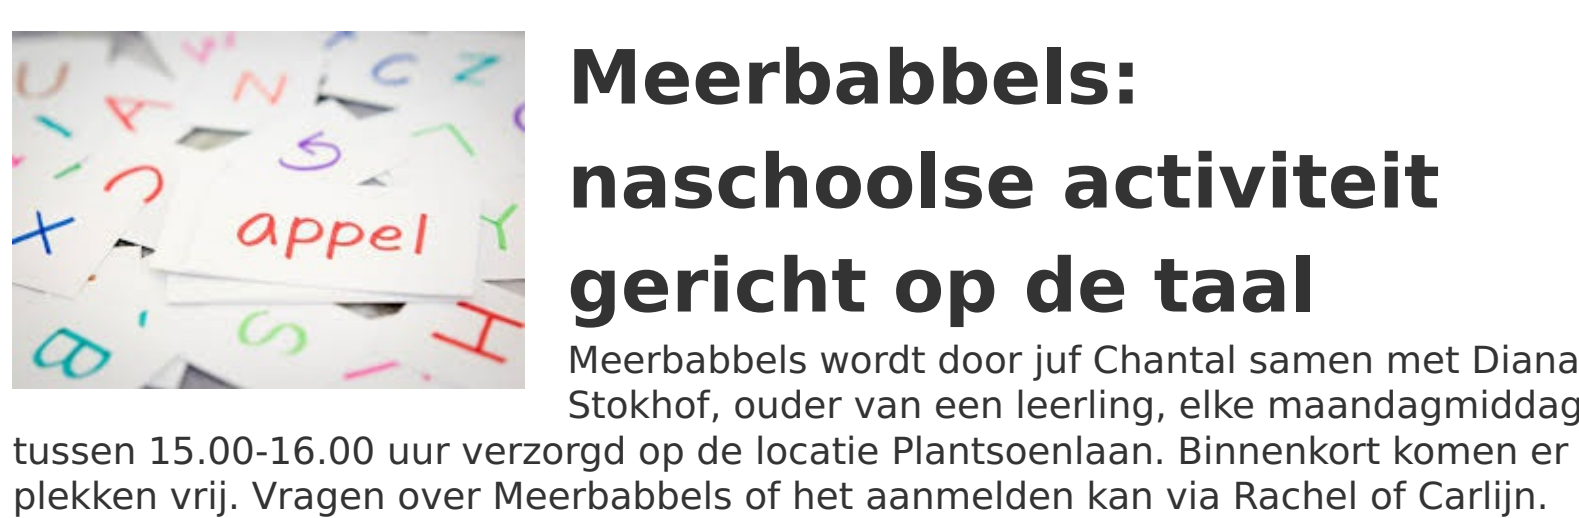 Meerbabbels:
naschoolse activiteit
gericht op de taal
Meerbabbels wordt door juf Chantal samen met Diana
Stokhof, ouder van een leerling, elke maandagmiddag
tussen 15.00-16.00 uur verzorgd op de locatie Plantsoenlaan. Binnenkort komen er
plekken vrij. Vragen over Meerbabbels of het aanmelden kan via Rachel of Carlijn.
U
A
N
C
Z
S
appel
X
Y
B
S
H